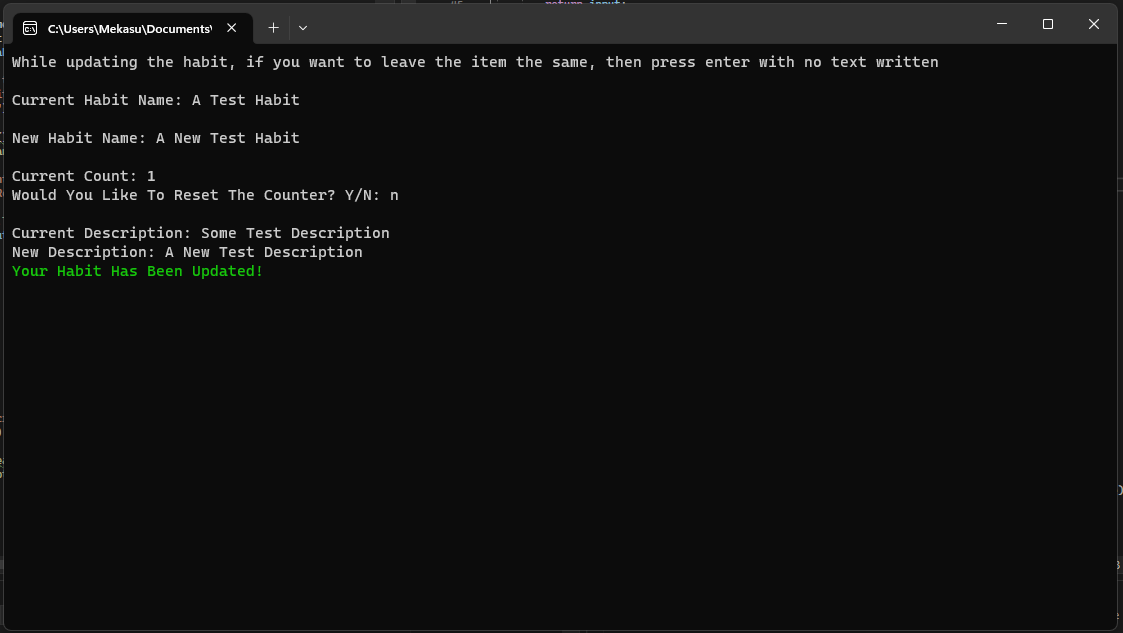 return input;
C:\Users\Mekasu\Documents\
While updating the habit, if you want to leave the item the same, then press enter with no text written
Current Habit Name: A Test Habit
New Habit Name: A New Test Habit
Current Count: 1
Would You Like To Reset The Counter? Y/N: n
Current Description: Some Test Description
New Description: A New Test Description
Your Habit Has Been Updated!